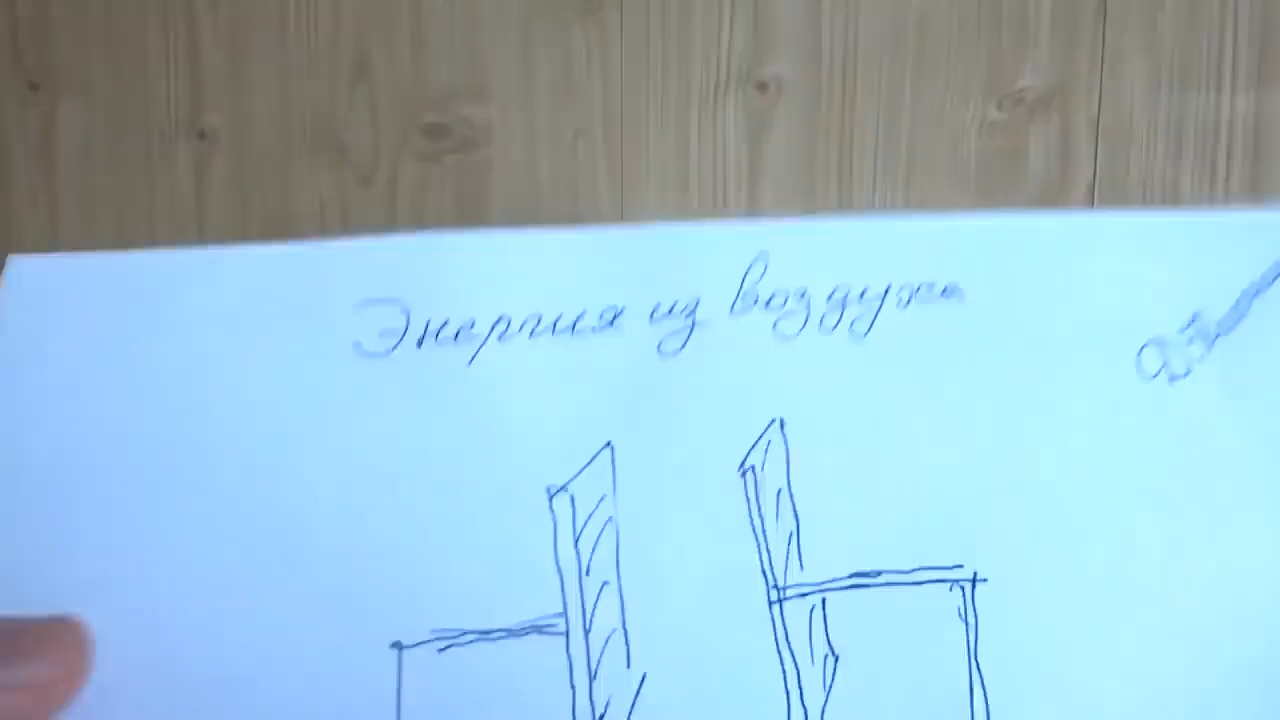 Энергия из воздуха